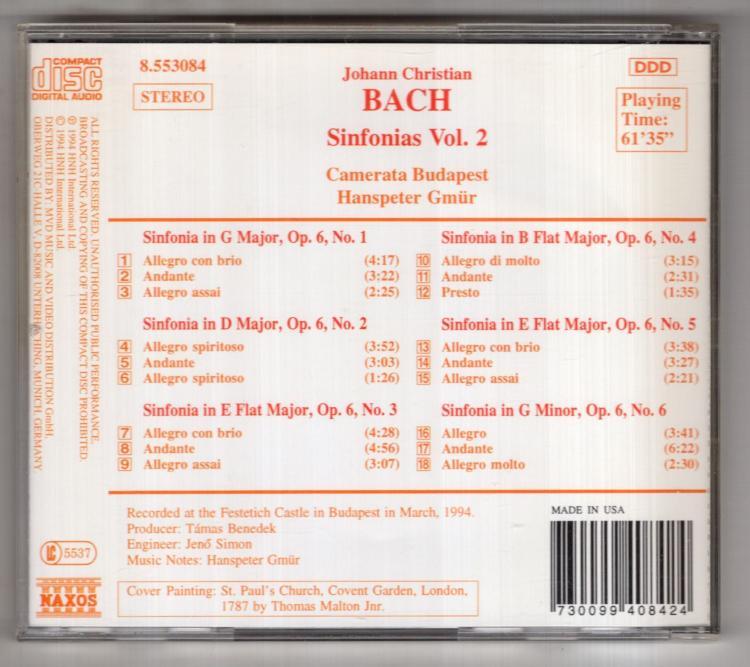 COMPACT
disc
DIGITAL AUDIO
8.553084
STEREO
Johann Christian
BACH
Sinfonias Vol. 2
Camerata Budapest
Hanspeter Gmür
DDD
Playing
Time:
61'35"
Sinfonia in G Major, Op. 6, No. 1
1 Allegro con brio (4:17)
2 Andante (3:22)
3 Allegro assai (2:25)
Sinfonia in D Major, Op. 6, No. 2
4 Allegro spiritoso (3:52)
5 Andante (3:03)
6 Allegro spiritoso (1:26)
Sinfonia in E Flat Major, Op. 6, No. 3
7 Allegro con brio (4:28)
8 Andante (4:56)
9 Allegro assai (3:07)
Sinfonia in B Flat Major, Op. 6, No. 4
10 Allegro di molto (3:15)
11 Andante (2:31)
12 Presto (1:35)
Sinfonia in E Flat Major, Op. 6, No. 5
13 Allegro con brio (3:38)
14 Andante (3:27)
15 Allegro assai (2:21)
Sinfonia in G Minor, Op. 6, No. 6
16 Allegro (3:41)
17 Andante (6:22)
18 Allegro molto (2:30)
Recorded at the Festetich Castle in Budapest in March, 1994.
Producer: Támas Benedek
Engineer: Jenő Simon
Music Notes: Hanspeter Gmür
Cover Painting: St. Paul's Church, Covent Garden, London,
1787 by Thomas Malton Jnr.
MADE IN USA
730099 408424
ALL RIGHTS RESERVED. UNAUTHORISED PUBLIC PERFORMANCE,
BROADCASTING AND COPYING OF THIS COMPACT DISC PROHIBITED.
℗ 1994 HNH International Ltd.
© 1994 HNH International Ltd.
DISTRIBUTED BY: MVD MUSIC AND VIDEO DISTRIBUTION GmbH,
OBERWEG 21C HALLE V, D-82008 UNTERHACHING, MUNICH, GERMANY
LC 5537
NAXOS